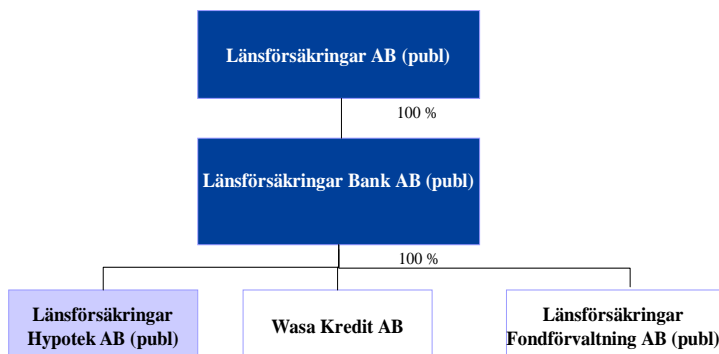 Länsförsäkringar AB (publ)
100 %
Länsförsäkringar Bank AB (publ)
100 %
Länsförsäkringar
Hypotek AB (publ)
Wasa Kredit AB
Länsförsäkringar
Fondförvaltning AB (publ)